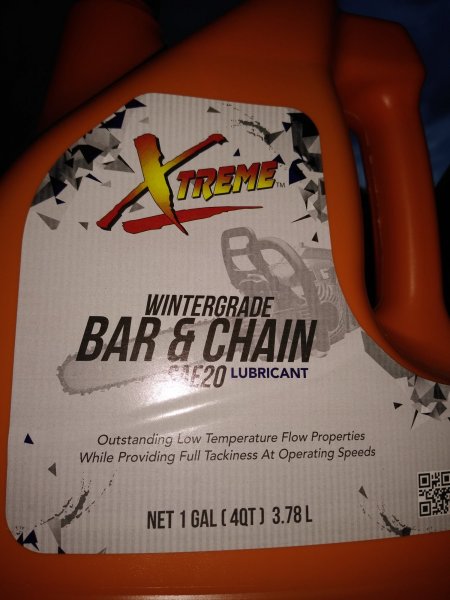 XTREME TM
WINTERGRADE
BAR & CHAIN
SAE20 LUBRICANT
Outstanding Low Temperature Flow Properties
While Providing Full Tackiness At Operating Speeds
NET 1 GAL ( 4QT ) 3.78 L